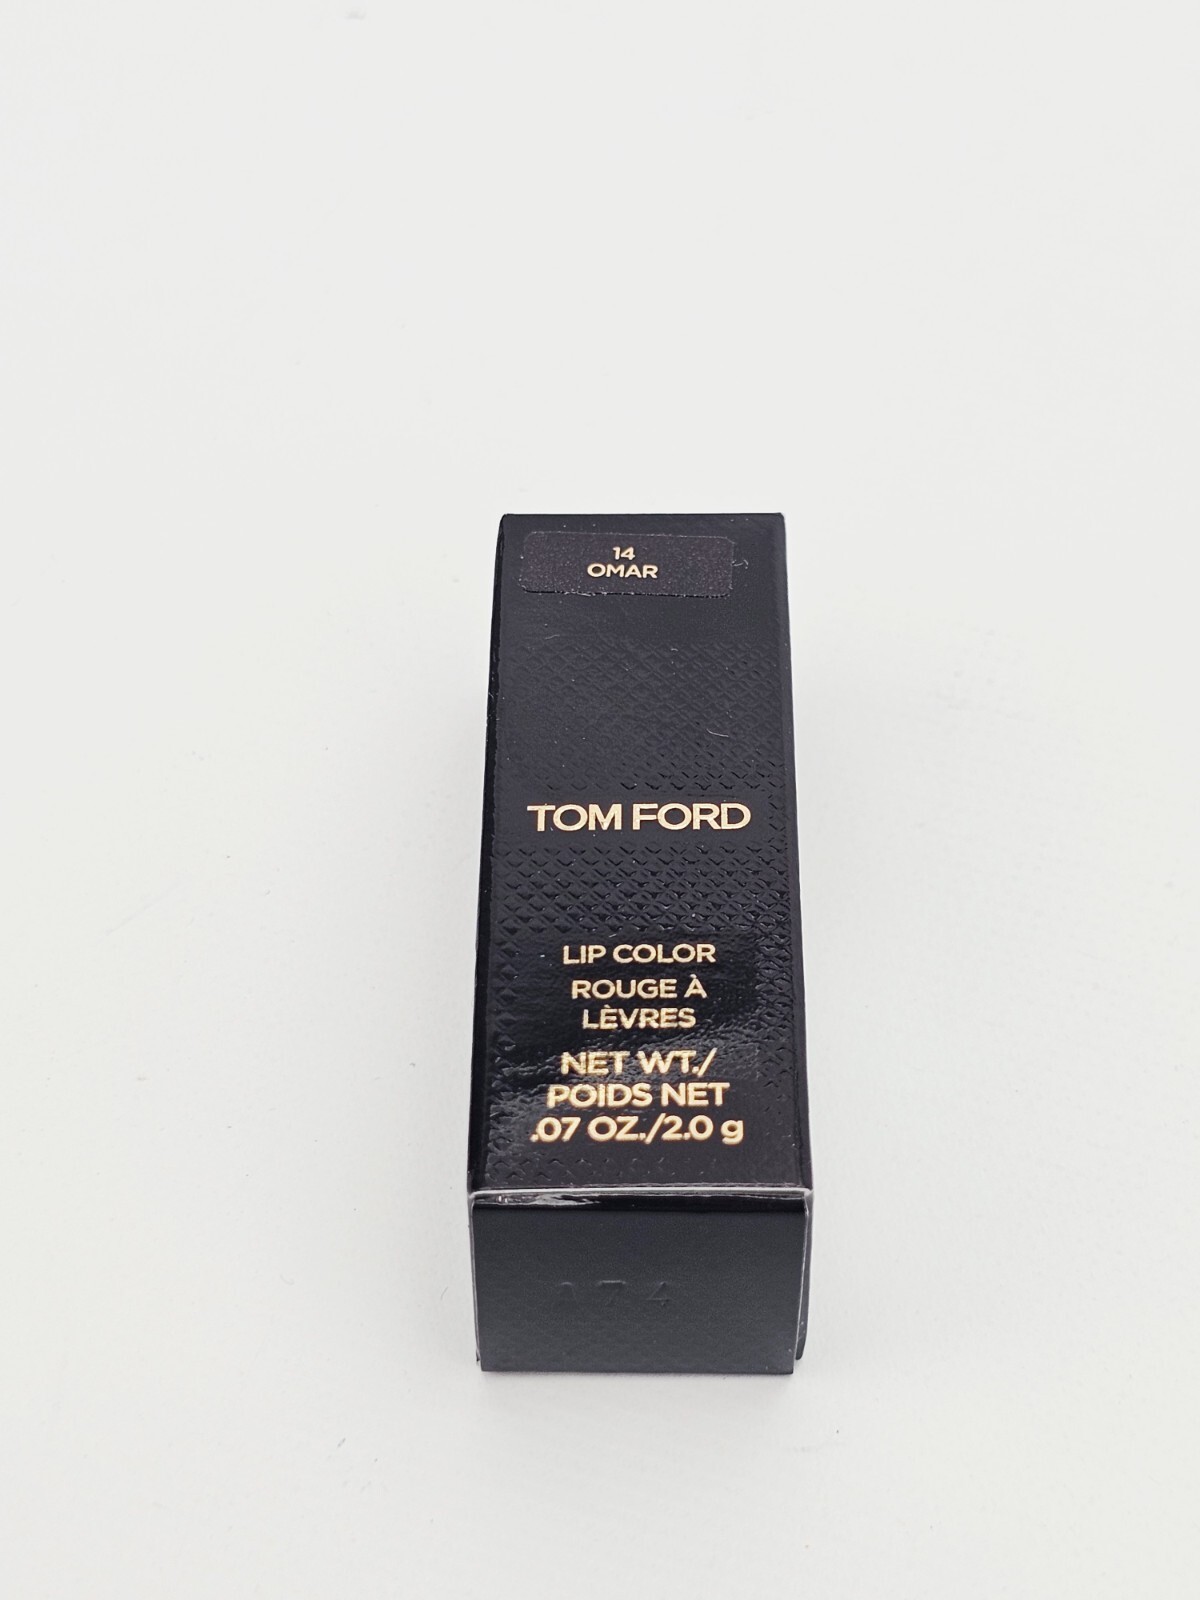 14
OMAR
TOM FORD
LIP COLOR
ROUGE À
LÈVRES
NET WT./
POIDS NET
.07 OZ./2.0 g